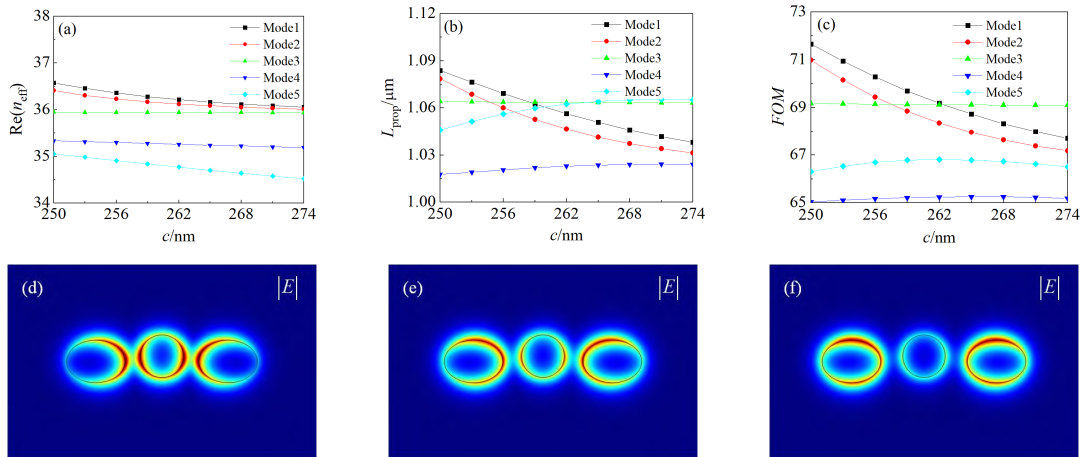 (a)
Mode1
Mode2
Mode3
Mode4
Mode5
38
37
36
35
34
Re(neff)
250 256 262 268 274
c/nm
(b)
Mode1
Mode2
Mode3
Mode4
Mode5
1.12
1.09
1.06
1.03
1.00
Lprop/μm
250 256 262 268 274
c/nm
(c)
Mode1
Mode2
Mode3
Mode4
Mode5
73
71
69
67
65
FOM
250 256 262 268 274
c/nm
(d) |E|
(e) |E|
(f) |E|